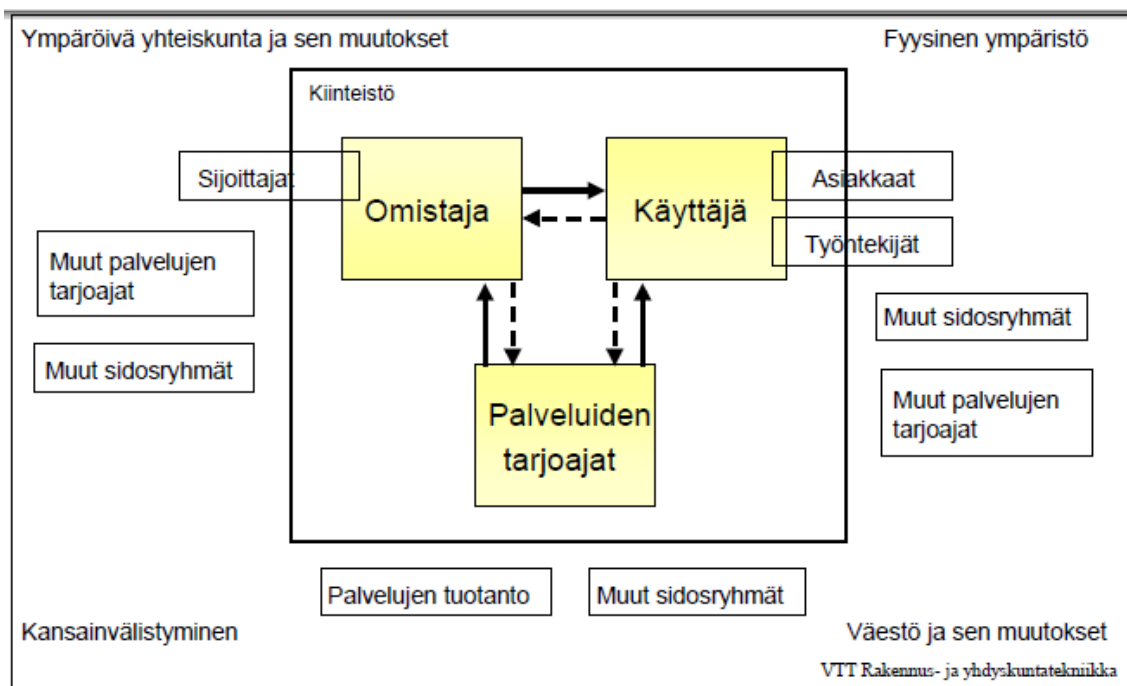 Ympäröivä yhteiskunta ja sen muutokset
Fyysinen ympäristö
Kiinteistö
Sijoittajat
Omistaja
Käyttäjä
Asiakkaat
Työntekijät
Muut palvelujen
tarjoajat
Muut sidosryhmät
Muut sidosryhmät
Muut palvelujen
tarjoajat
Palveluiden
tarjoajat
Palvelujen tuotanto
Muut sidosryhmät
Kansainvälistyminen
Väestö ja sen muutokset
VTT Rakennus- ja yhdyskuntatekniikka